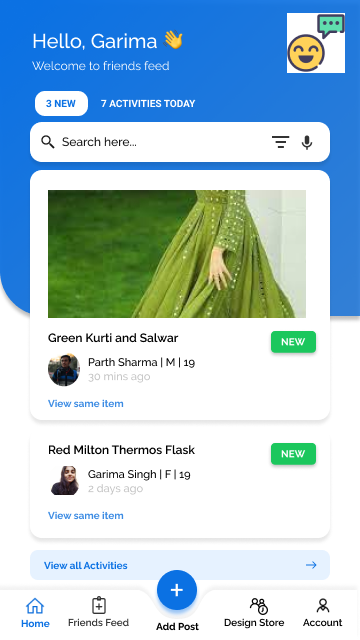 Hello, Garima 👋
Welcome to friends feed
3 NEW
7 ACTIVITIES TODAY
Search here...
Green Kurti and Salwar
NEW
Parth Sharma | M | 19
30 mins ago
View same item
Red Milton Thermos Flask
NEW
Garima Singh | F | 19
2 days ago
View same item
View all Activities
Home
Friends Feed
Add Post
Design Store
Account